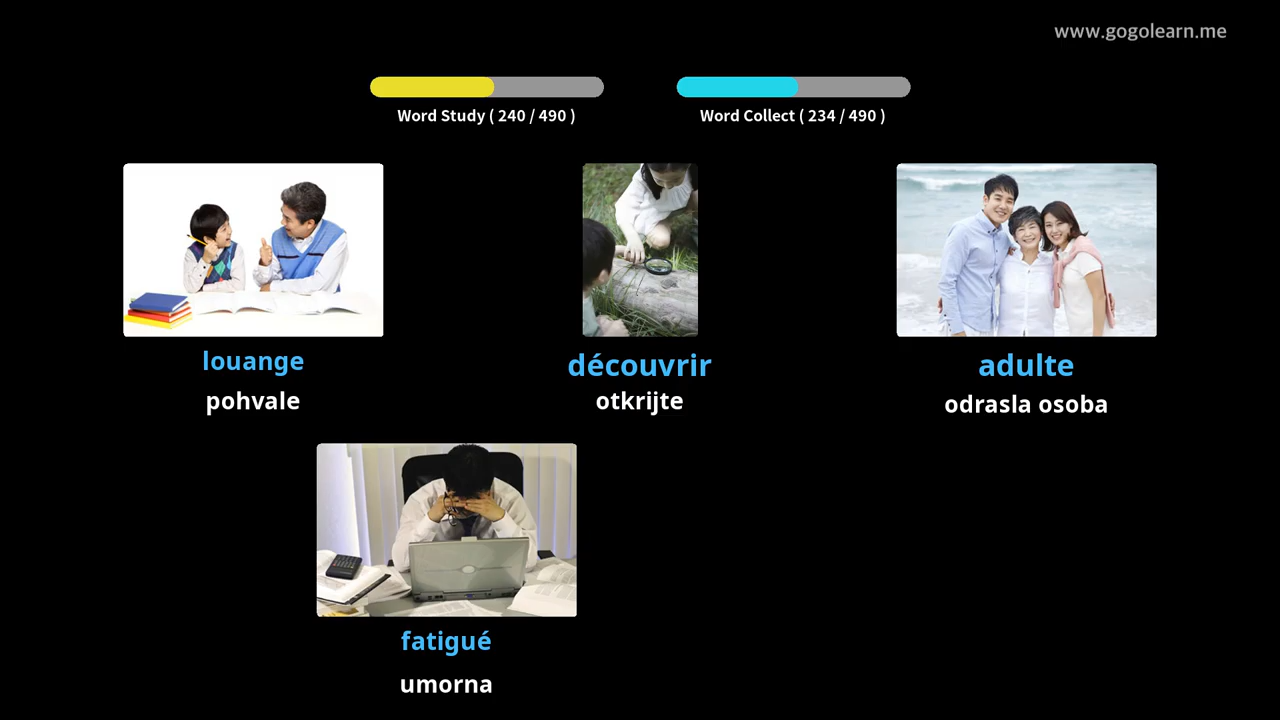 www.gogolearn.me
Word Study ( 240 / 490 )
Word Collect ( 234 / 490 )
louange
découvrir
adulte
pohvale
otkrijte
odrasla osoba
fatigué
umorna